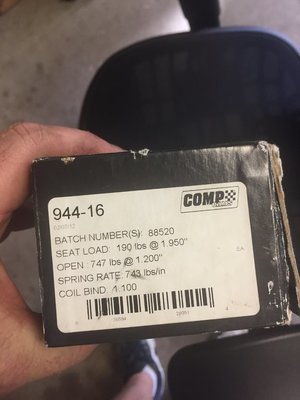 944-16
COMP
BATCH NUMBER(S): 88520
SEAT LOAD: 190 lbs @ 1.950"
OPEN: 747 lbs @ 1.200"
SPRING RATE: 743 lbs/in
COIL BIND: 1.100
EA